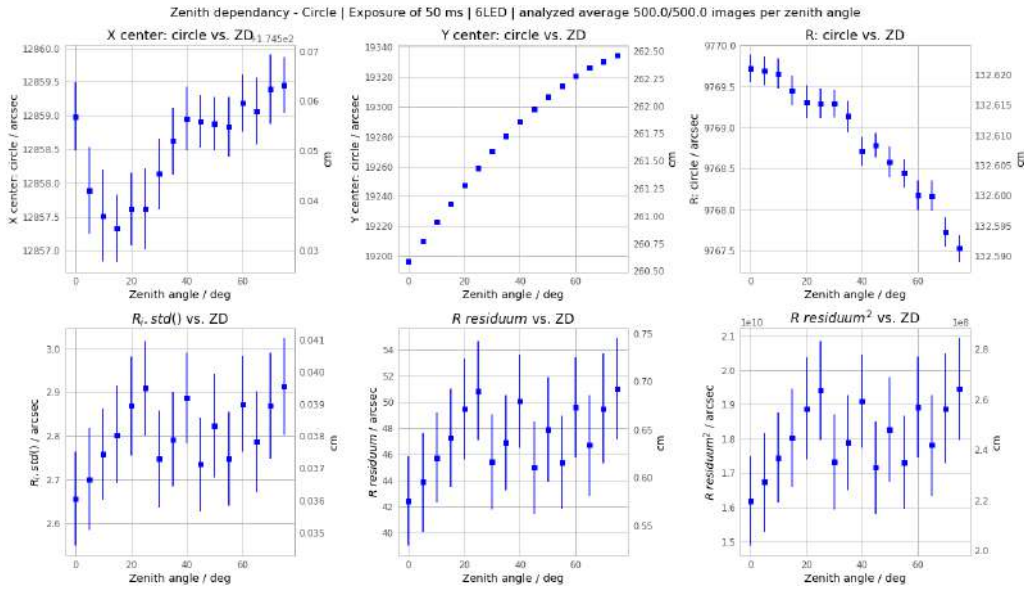 Zenith dependancy - Circle | Exposure of 50 ms | 6LED | analyzed average 500.0/500.0 images per zenith angle
X center: circle vs. ZD
+1.745e2
Y center: circle vs. ZD
R: circle vs. ZD
12860.0
12859.5
12859.0
12858.5
12858.0
12857.5
12857.0
X center: circle / arcsec
0.07
0.06
0.05
0.04
0.03
cm
0 20 40 60
Zenith angle / deg
19340
19320
19300
19280
19260
19240
19220
19200
Y center: circle / arcsec
262.50
262.25
262.00
261.75
261.50
261.25
261.00
260.75
260.50
cm
0 20 40 60
Zenith angle / deg
9770.0
9769.5
9769.0
9768.5
9768.0
9767.5
R: circle / arcsec
132.620
132.615
132.610
132.605
132.600
132.595
132.590
cm
0 20 40 60
Zenith angle / deg
R_i.std() vs. ZD
R residuum vs. ZD
R residuum² vs. ZD
3.0
2.9
2.8
2.7
2.6
R_i.std() / arcsec
0.041
0.040
0.039
0.038
0.037
0.036
0.035
cm
0 20 40 60
Zenith angle / deg
54
52
50
48
46
44
42
40
R residuum / arcsec
0.75
0.70
0.65
0.60
0.55
cm
0 20 40 60
Zenith angle / deg
1e10
2.1
2.0
1.9
1.8
1.7
1.6
1.5
R residuum² / arcsec
1e8
2.8
2.6
2.4
2.2
2.0
cm
0 20 40 60
Zenith angle / deg